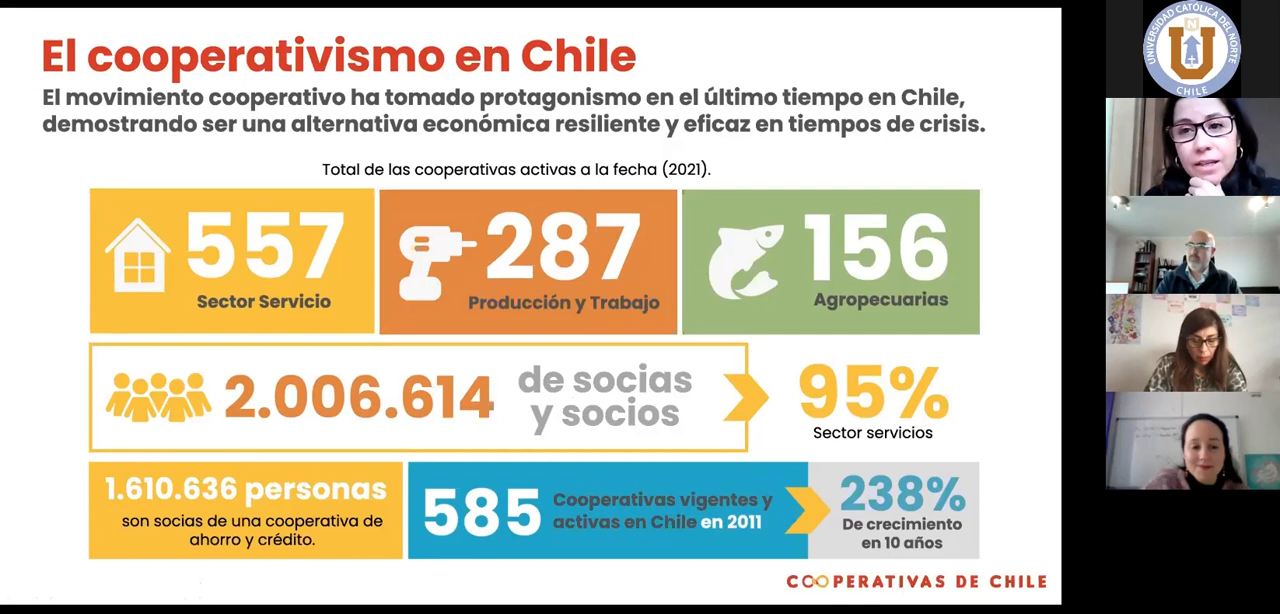 El cooperativismo en Chile
El movimiento cooperativo ha tomado protagonismo en el último tiempo en Chile,
demostrando ser una alternativa económica resiliente y eficaz en tiempos de crisis.
Total de las cooperativas activas a la fecha (2021).
557
Sector Servicio
287
Producción y Trabajo
156
Agropecuarias
2.006.614
de socias
y socios
95%
Sector servicios
1.610.636 personas
son socias de una cooperativa de
ahorro y crédito.
585
Cooperativas vigentes y
activas en Chile en 2011
238%
De crecimiento
en 10 años
COOPERATIVAS DE CHILE
UNIVERSIDAD CATÓLICA DEL NORTE
N
U
CHILE